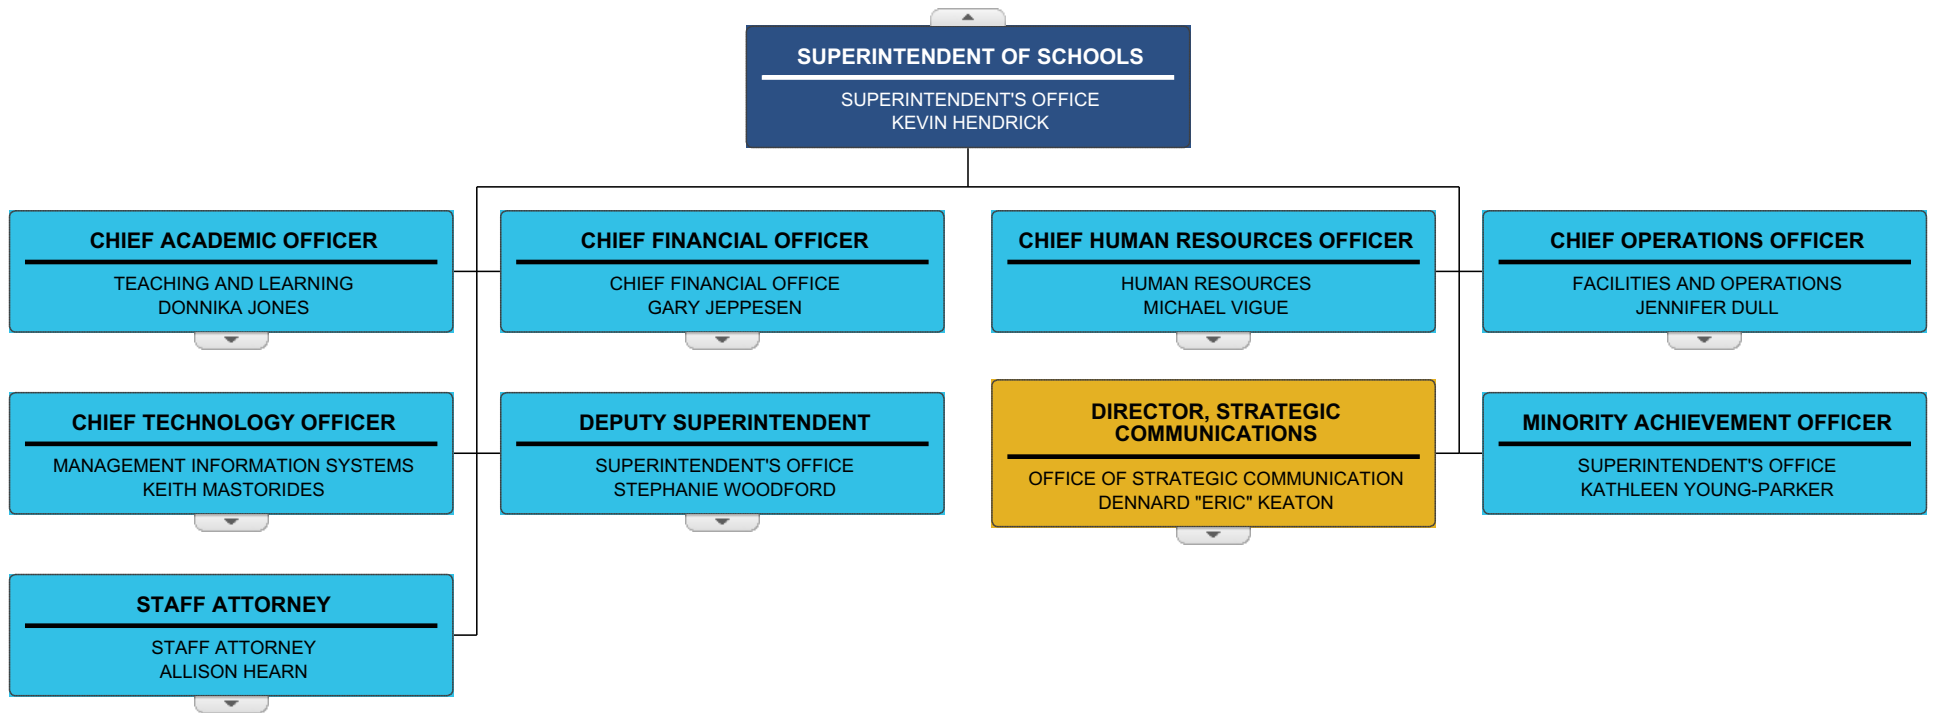 SUPERINTENDENT OF SCHOOLS
SUPERINTENDENT'S OFFICE
KEVIN HENDRICK
CHIEF ACADEMIC OFFICER
TEACHING AND LEARNING
DONNIKA JONES
CHIEF FINANCIAL OFFICER
CHIEF FINANCIAL OFFICE
GARY JEPPESEN
CHIEF HUMAN RESOURCES OFFICER
HUMAN RESOURCES
MICHAEL VIGUE
CHIEF OPERATIONS OFFICER
FACILITIES AND OPERATIONS
JENNIFER DULL
CHIEF TECHNOLOGY OFFICER
MANAGEMENT INFORMATION SYSTEMS
KEITH MASTORIDES
DEPUTY SUPERINTENDENT
SUPERINTENDENT'S OFFICE
STEPHANIE WOODFORD
DIRECTOR, STRATEGIC
COMMUNICATIONS
OFFICE OF STRATEGIC COMMUNICATION
DENNARD "ERIC" KEATON
MINORITY ACHIEVEMENT OFFICER
SUPERINTENDENT'S OFFICE
KATHLEEN YOUNG-PARKER
STAFF ATTORNEY
STAFF ATTORNEY
ALLISON HEARN